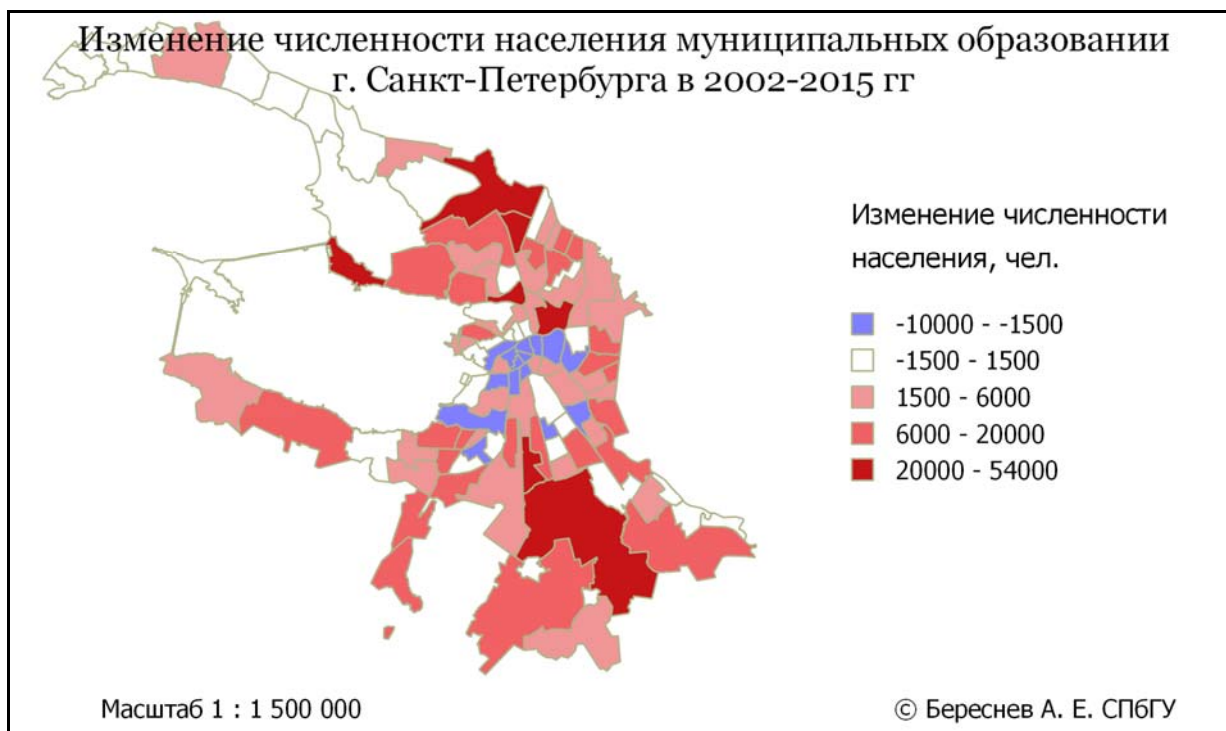 Изменение численности населения муниципальных образовании
г. Санкт-Петербурга в 2002-2015 гг
Изменение численности
населения, чел.
-10000 - -1500
-1500 - 1500
1500 - 6000
6000 - 20000
20000 - 54000
Масштаб 1 : 1 500 000
© Береснев А. Е. СПбГУ